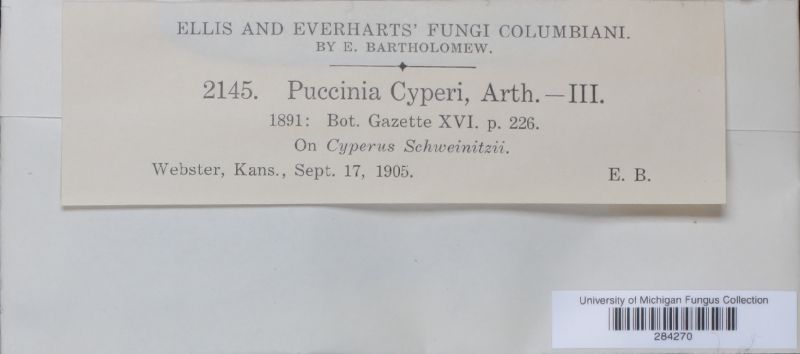 ELLIS AND EVERHARTS' FUNGI COLUMBIANI.
BY E. BARTHOLOMEW.
2145. Puccinia Cyperi, Arth.—III.
1891: Bot. Gazette XVI. p. 226.
On Cyperus Schweinitzii.
Webster, Kans., Sept. 17, 1905. E. B.
University of Michigan Fungus Collection
284270